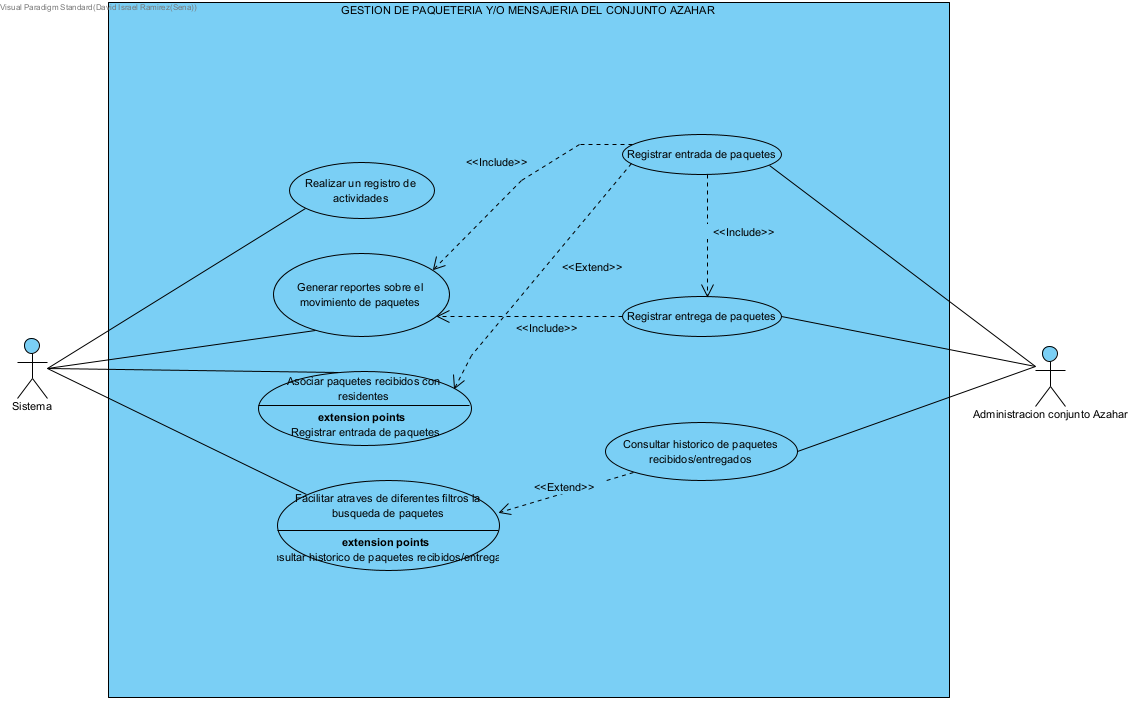 Visual Paradigm Standard(David Israel Ramirez(Sena))
GESTION DE PAQUETERIA Y/O MENSAJERIA DEL CONJUNTO AZAHAR
Registrar entrada de paquetes
<<Include>>
Realizar un registro de
actividades
<<Include>>
<<Extend>>
Generar reportes sobre el
movimiento de paquetes
Registrar entrega de paquetes
<<Include>>
Sistema
Administracion conjunto Azahar
Asociar paquetes recibidos con
residentes
extension points
Registrar entrada de paquetes
Consultar historico de paquetes
recibidos/entregados
<<Extend>>
Facilitar atraves de diferentes filtros la
busqueda de paquetes
extension points
historico de paquetes